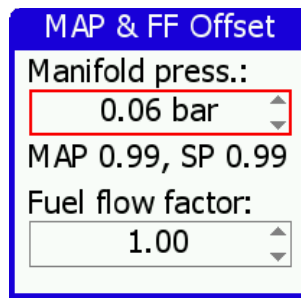 MAP & FF Offset
Manifold press.:
0.06 bar
MAP 0.99, SP 0.99
Fuel flow factor:
1.00